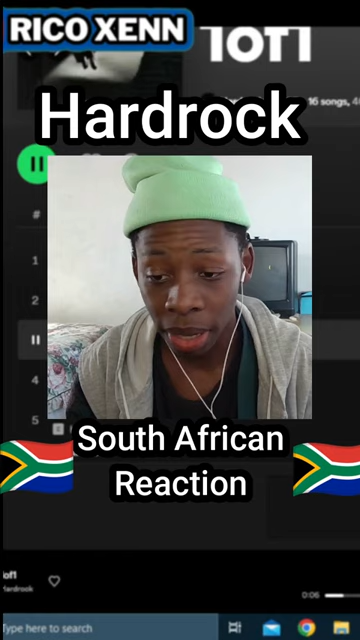 RICO XENN
1of1
16 songs,
Hardrock
#
1
2
4
5
E
South African
Reaction
1of1
Hardrock
0:06
Type here to search